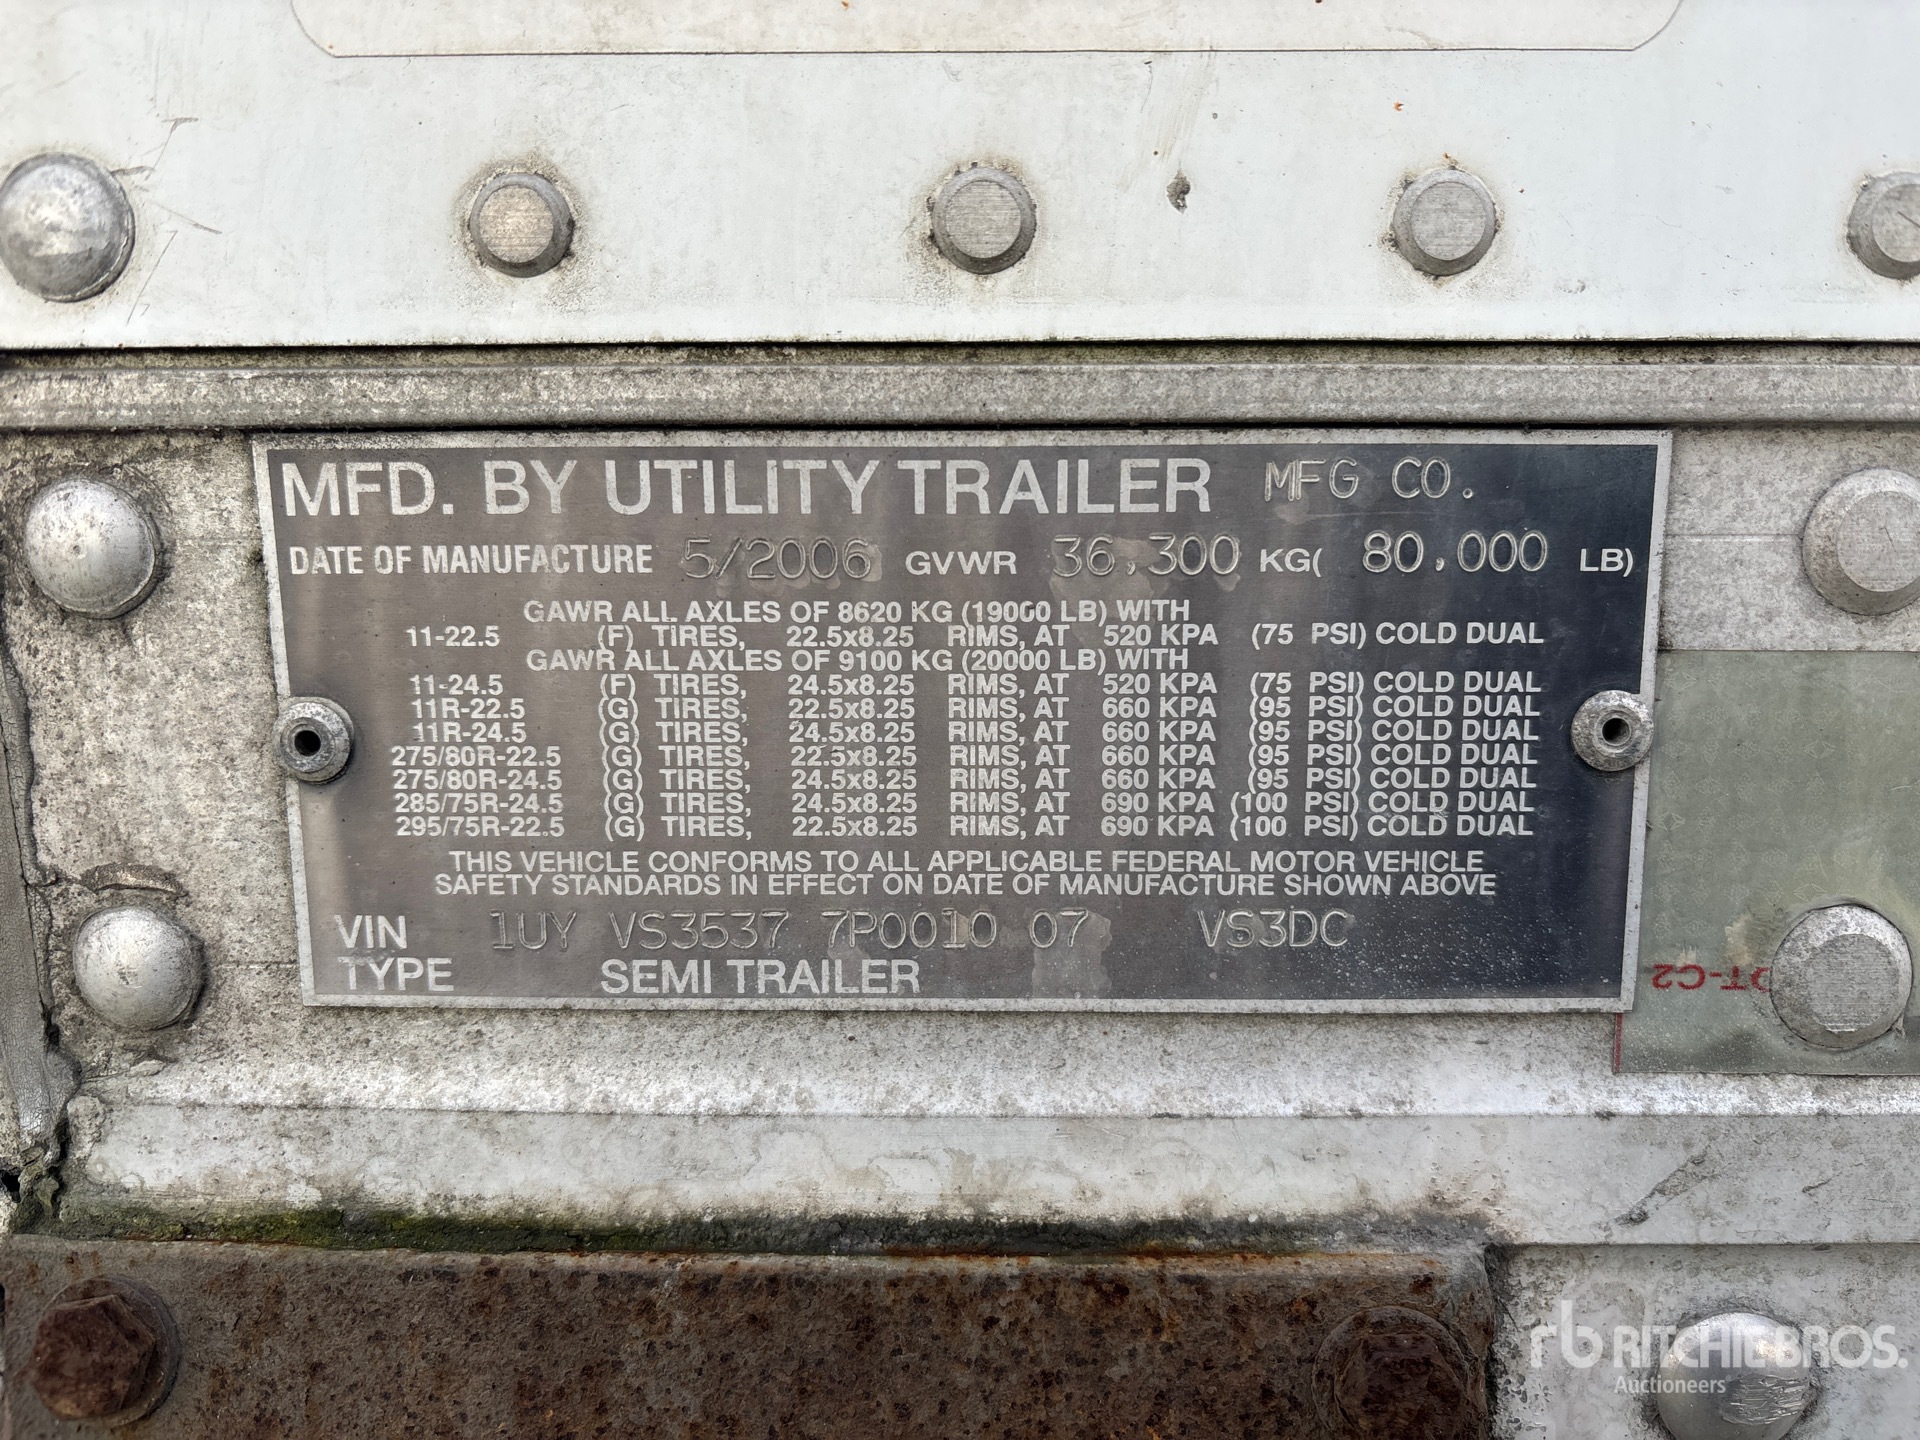 MFD. BY UTILITY TRAILER MFG CO.
DATE OF MANUFACTURE 5/2006 GVWR 36,300 KG( 80,000 LB)
GAWR ALL AXLES OF 8620 KG (19000 LB) WITH
11-22.5 (F) TIRES, 22.5x8.25 RIMS, AT 520 KPA (75 PSI) COLD DUAL
GAWR ALL AXLES OF 9100 KG (20000 LB) WITH
11-24.5 (F) TIRES, 24.5x8.25 RIMS, AT 520 KPA (75 PSI) COLD DUAL
11R-22.5 (G) TIRES, 22.5x8.25 RIMS, AT 660 KPA (95 PSI) COLD DUAL
11R-24.5 (G) TIRES, 24.5x8.25 RIMS, AT 660 KPA (95 PSI) COLD DUAL
275/80R-22.5 (G) TIRES, 22.5x8.25 RIMS, AT 660 KPA (95 PSI) COLD DUAL
275/80R-24.5 (G) TIRES, 24.5x8.25 RIMS, AT 660 KPA (95 PSI) COLD DUAL
285/75R-24.5 (G) TIRES, 24.5x8.25 RIMS, AT 690 KPA (100 PSI) COLD DUAL
295/75R-22.5 (G) TIRES, 22.5x8.25 RIMS, AT 690 KPA (100 PSI) COLD DUAL
THIS VEHICLE CONFORMS TO ALL APPLICABLE FEDERAL MOTOR VEHICLE
SAFETY STANDARDS IN EFFECT ON DATE OF MANUFACTURE SHOWN ABOVE
VIN 1UY VS3537 7P0010 07 VS3DC
TYPE SEMI TRAILER
OT-C2
rb RITCHIE BROS.
Auctioneers